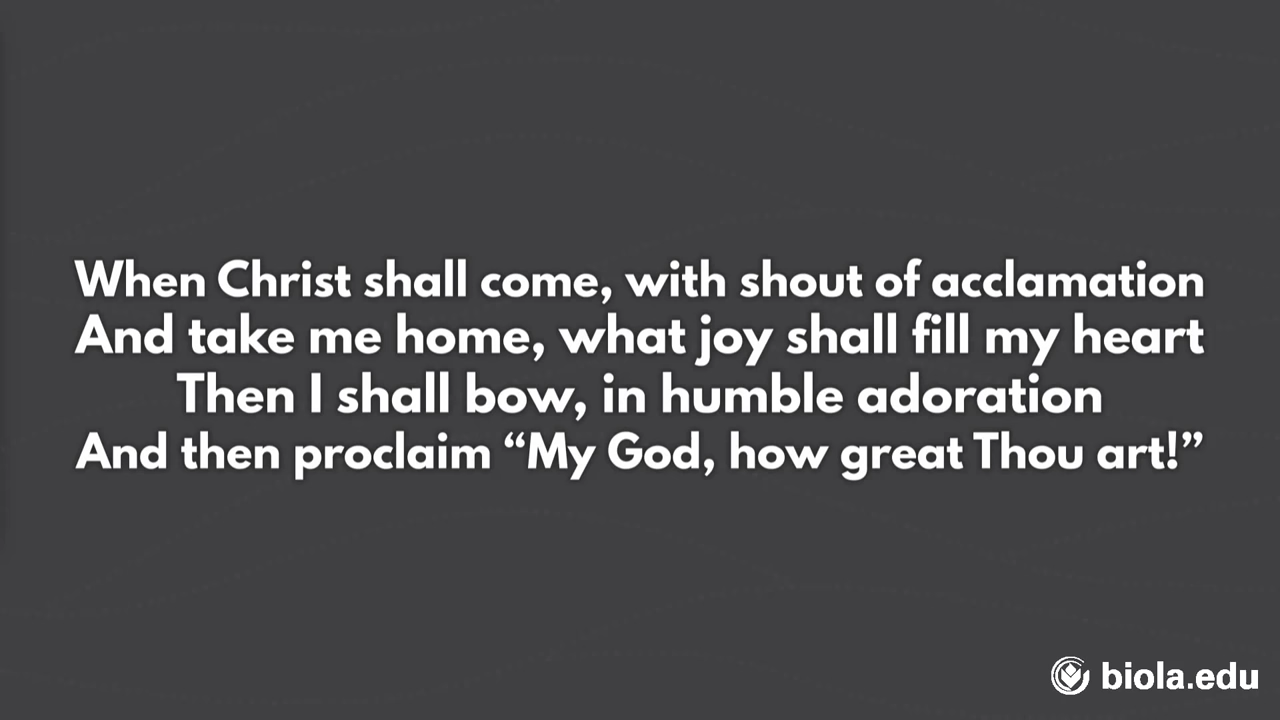 When Christ shall come, with shout of acclamation
And take me home, what joy shall fill my heart
Then I shall bow, in humble adoration
And then proclaim “My God, how great Thou art!”
biola.edu